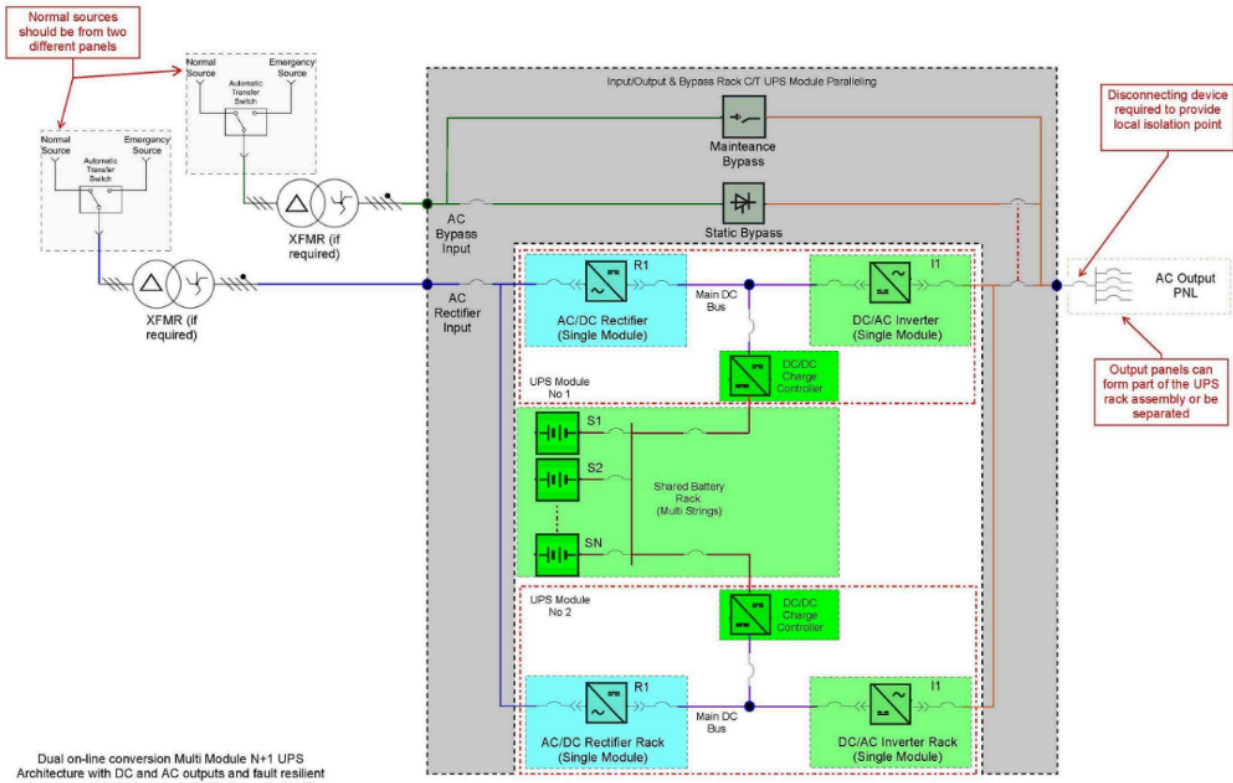 Normal sources
should be from two
different panels
Normal
Source
Emergency
Source
Automatic
Transfer
Switch
Normal
Source
Emergency
Source
Automatic
Transfer
Switch
XFMR (if
required)
XFMR (if
required)
Input/Output & Bypass Rack C/T UPS Module Paralleling
Mainteance
Bypass
Static Bypass
AC
Bypass
Input
AC
Rectifier
Input
Disconnecting device
required to provide
local isolation point
AC Output
PNL
Output panels can
form part of the UPS
rack assembly or be
separated
R1
AC/DC Rectifier
(Single Module)
Main DC
Bus
I1
DC/AC Inverter
(Single Module)
UPS Module
No 1
DC/DC
Charge
Controller
S1
S2
SN
Shared Battery
Rack
(Multi Strings)
UPS Module
No 2
DC/DC
Charge
Controller
R1
AC/DC Rectifier Rack
(Single Module)
Main DC
Bus
I1
DC/AC Inverter Rack
(Single Module)
Dual on-line conversion Multi Module N+1 UPS
Architecture with DC and AC outputs and fault resilient